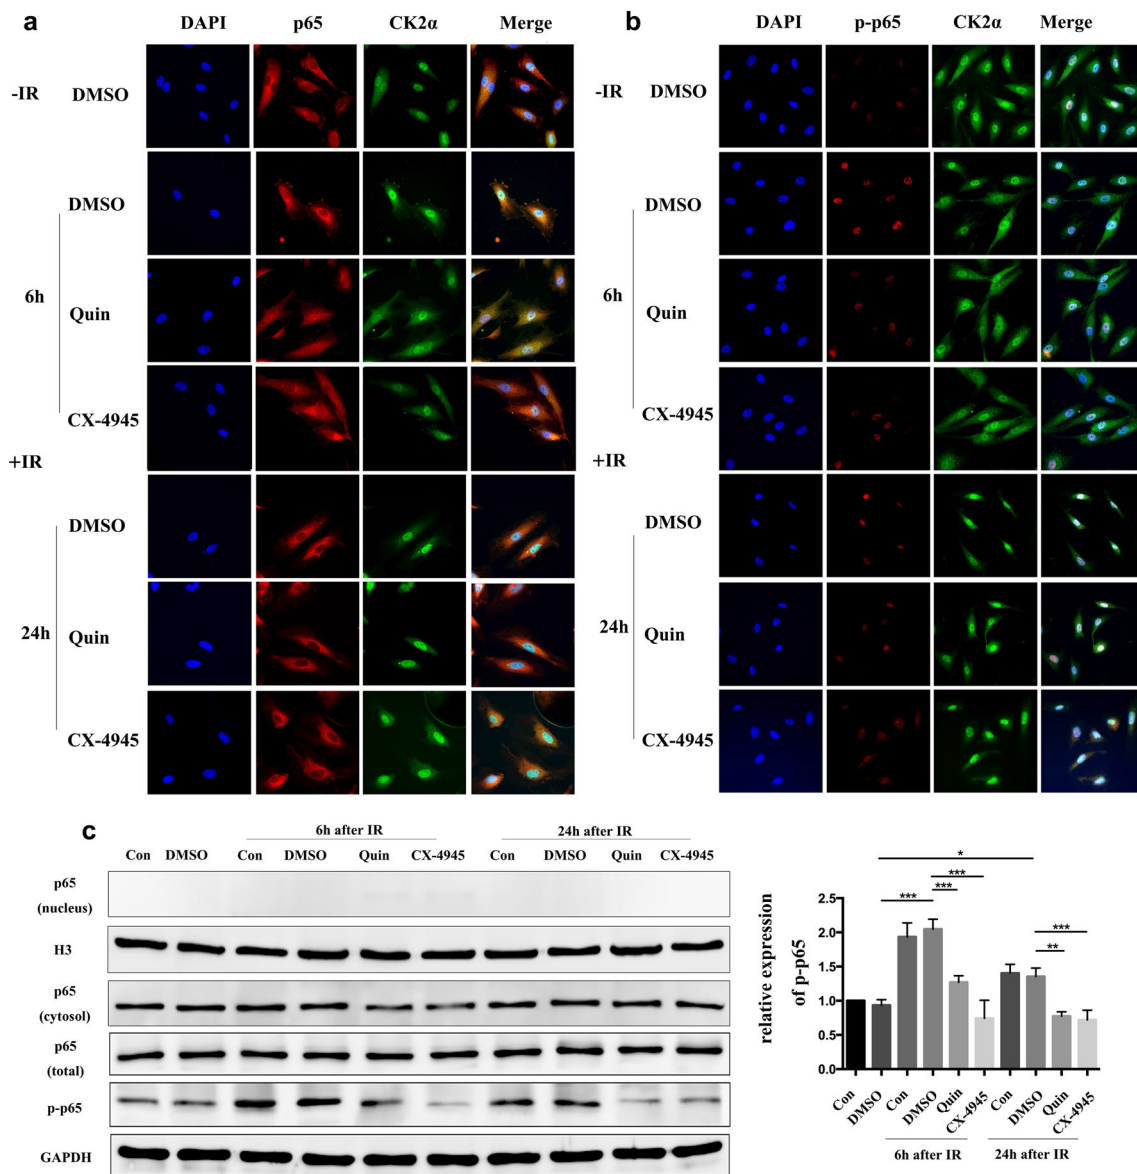 a
DAPI p65 CK2α Merge
-IR DMSO
DMSO
6h Quin
CX-4945
+IR
DMSO
24h Quin
CX-4945
b
DAPI p-p65 CK2α Merge
-IR DMSO
DMSO
6h Quin
CX-4945
+IR
DMSO
24h Quin
CX-4945
c
6h after IR 24h after IR
Con DMSO Con DMSO Quin CX-4945 Con DMSO Quin CX-4945
p65
(nucleus)
H3
p65
(cytosol)
p65
(total)
p-p65
GAPDH
relative expression
of p-p65
2.5
2.0
1.5
1.0
0.5
0.0
*
***
*** ***
***
**
Con DMSO Con DMSO Quin CX-4945 Con DMSO Quin CX-4945
6h after IR 24h after IR